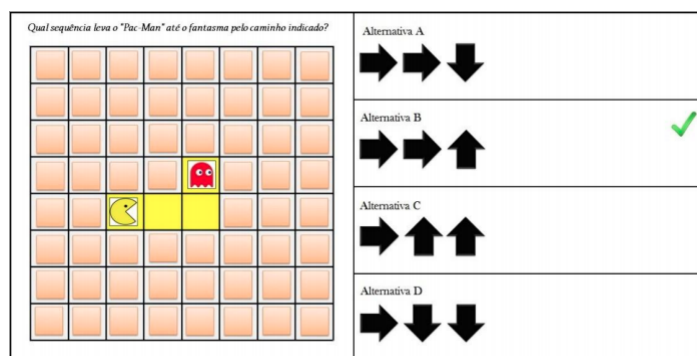 Qual sequência leva o "Pac-Man" até o fantasma pelo caminho indicado?
Alternativa A
Alternativa B
Alternativa C
Alternativa D